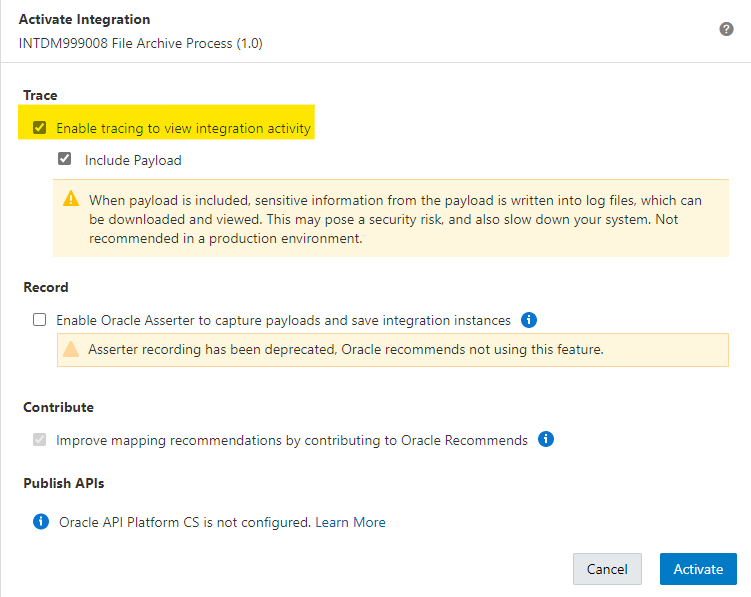 Activate Integration
INTDM999008 File Archive Process (1.0)
Trace
Enable tracing to view integration activity
Include Payload
When payload is included, sensitive information from the payload is written into log files, which can
be downloaded and viewed. This may pose a security risk, and also slow down your system. Not
recommended in a production environment.
Record
Enable Oracle Asserter to capture payloads and save integration instances
Asserter recording has been deprecated, Oracle recommends not using this feature.
Contribute
Improve mapping recommendations by contributing to Oracle Recommends
Publish APIs
Oracle API Platform CS is not configured. Learn More
Cancel Activate